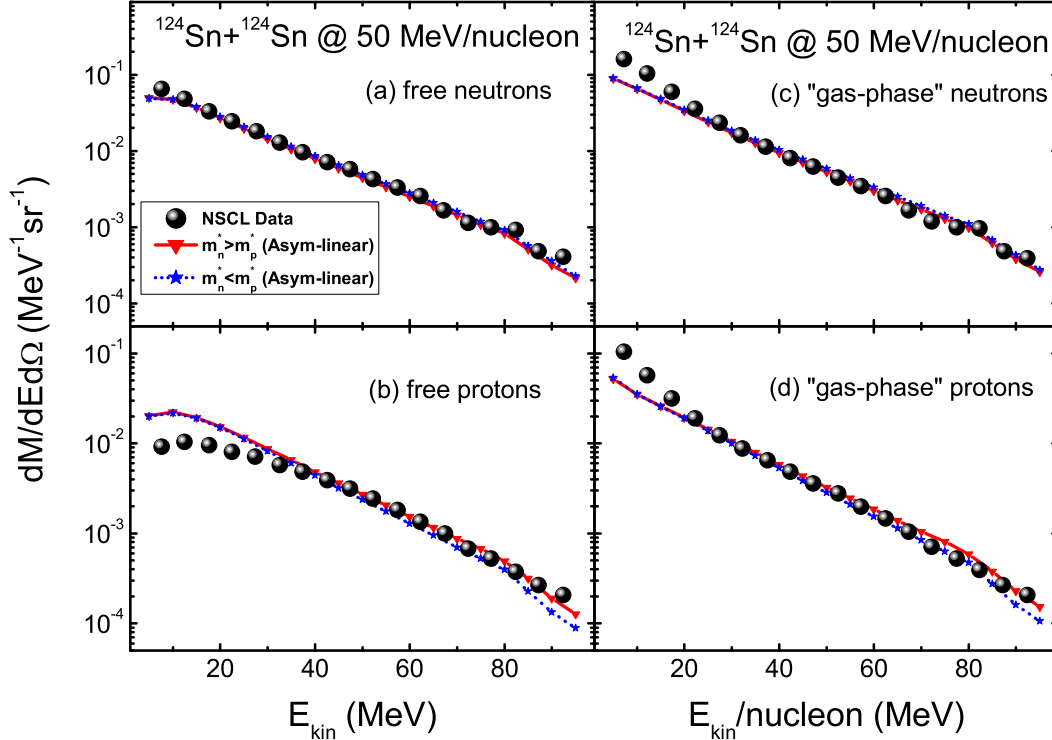 ¹²⁴Sn+¹²⁴Sn @ 50 MeV/nucleon
(a) free neutrons
NSCL Data
m*ₙ>m*ₚ (Asym-linear)
m*ₙ<m*ₚ (Asym-linear)
10⁻¹
10⁻²
10⁻³
10⁻⁴
¹²⁴Sn+¹²⁴Sn @ 50 MeV/nucleon
(c) "gas-phase" neutrons
dM/dEdΩ (MeV⁻¹sr⁻¹)
(b) free protons
10⁻¹
10⁻²
10⁻³
10⁻⁴
(d) "gas-phase" protons
20 40 60 80
20 40 60 80
E_kin (MeV)
E_kin/nucleon (MeV)